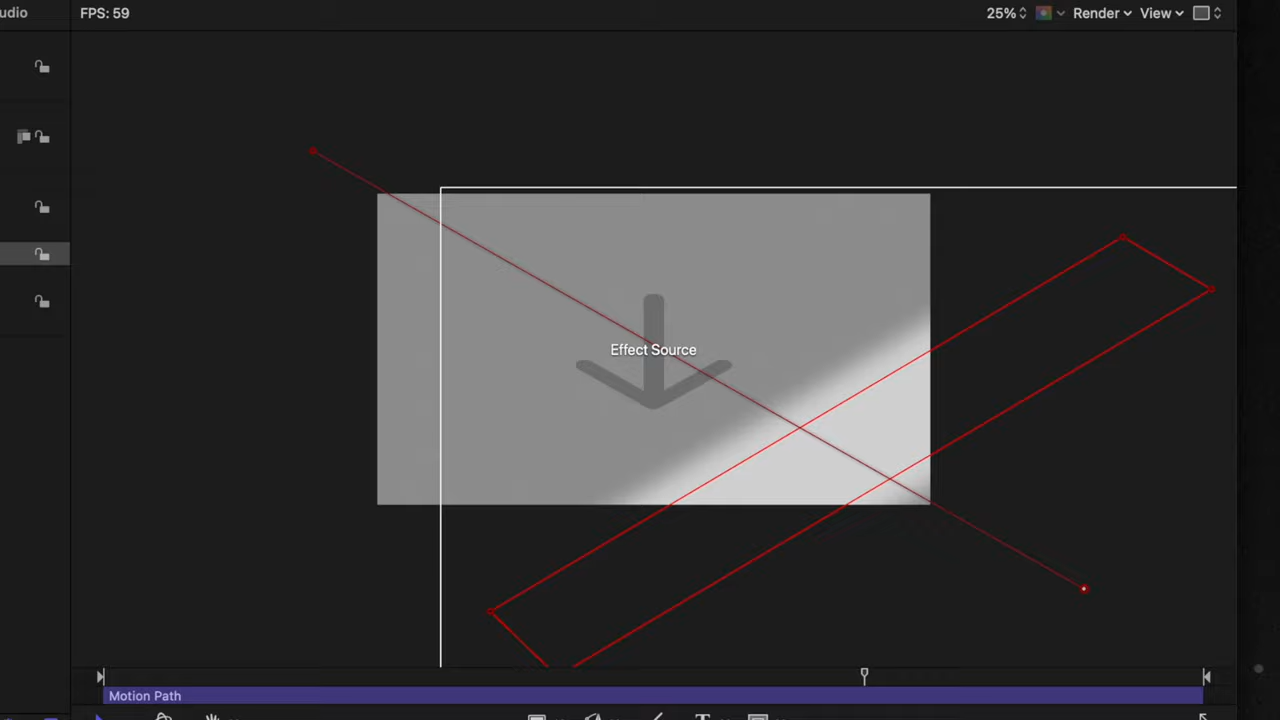 udio
FPS: 59
25%
Render
View
Effect Source
Motion Path